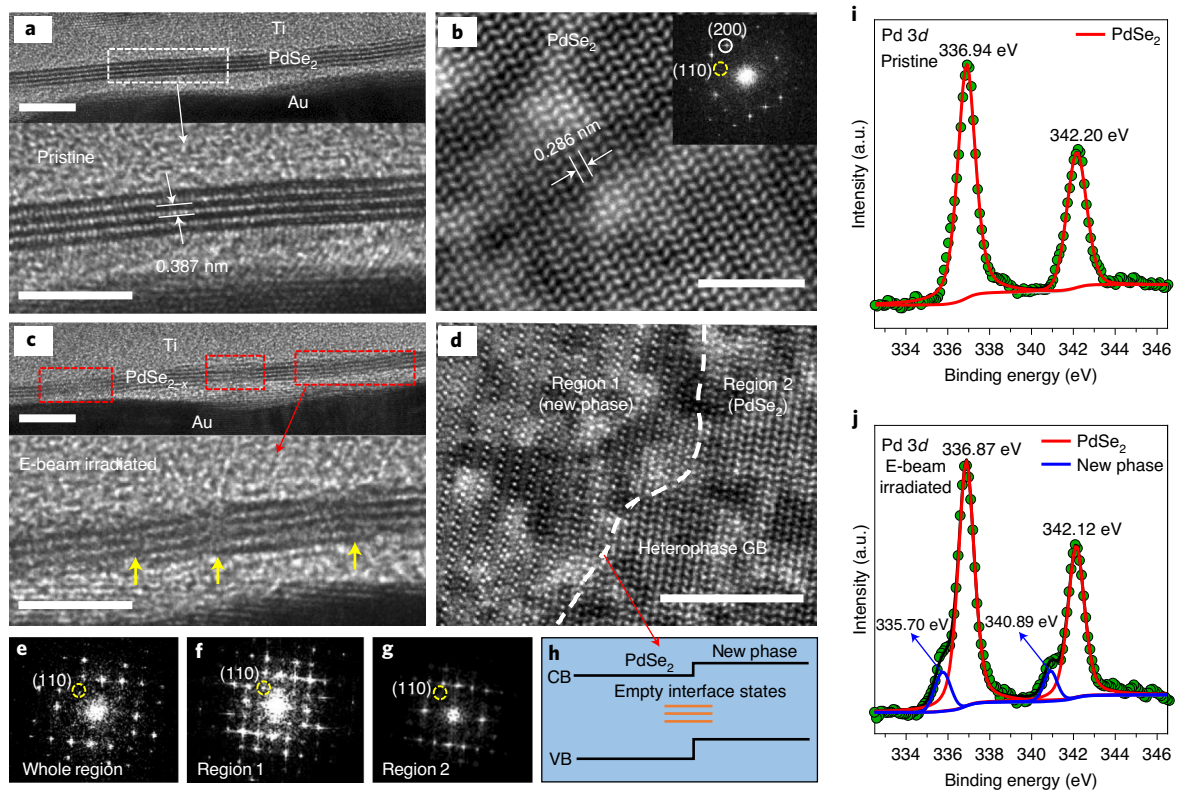 a
Ti
PdSe2
Au
Pristine
0.387 nm
b
PdSe2
(200)
(110)
0.286 nm
c
Ti
PdSe2−x
Au
E-beam irradiated
d
Region 1
(new phase)
Region 2
(PdSe2)
Heterophase GB
e
(110)
Whole region
f
(110)
Region 1
g
(110)
Region 2
h
PdSe2
New phase
CB
Empty interface states
VB
i
Pd 3d
Pristine
336.94 eV
PdSe2
342.20 eV
Intensity (a.u.)
334 336 338 340 342 344 346
Binding energy (eV)
j
Pd 3d
E-beam
irradiated
336.87 eV
PdSe2
New phase
342.12 eV
335.70 eV
340.89 eV
Intensity (a.u.)
334 336 338 340 342 344 346
Binding energy (eV)